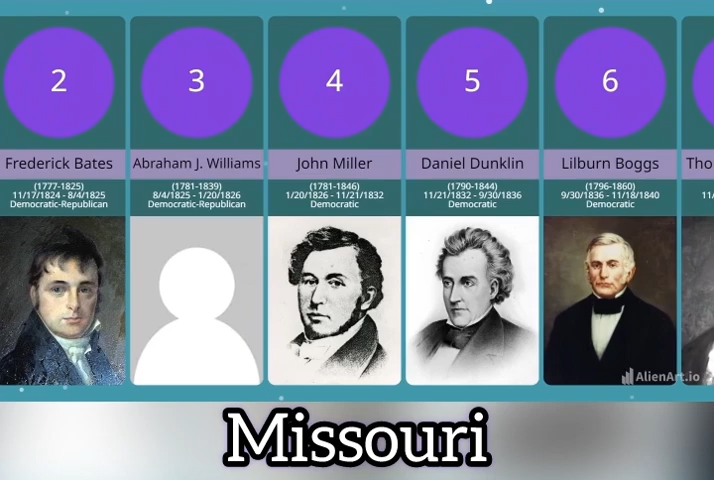 2
3
4
5
6
Frederick Bates
Abraham J. Williams
John Miller
Daniel Dunklin
Lilburn Boggs
Tho
(1777-1825)
11/17/1824 - 8/4/1825
Democratic-Republican
(1781-1839)
8/4/1825 - 1/20/1826
Democratic-Republican
(1781-1846)
1/20/1826 - 11/21/1832
Democratic
(1790-1844)
11/21/1832 - 9/30/1836
Democratic
(1796-1860)
9/30/1836 - 11/18/1840
Democratic
11/
AlienArt.io
Missouri